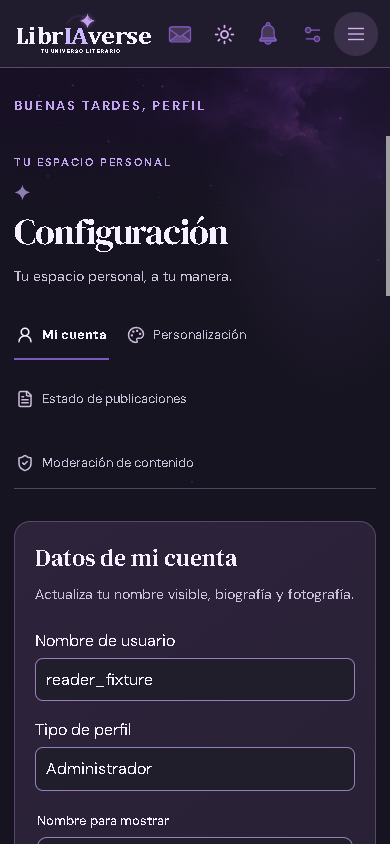 LibrIAverse
TU UNIVERSO LITERARIO
BUENAS TARDES, PERFIL
TU ESPACIO PERSONAL
Configuración
Tu espacio personal, a tu manera.
Mi cuenta
Personalización
Estado de publicaciones
Moderación de contenido
Datos de mi cuenta
Actualiza tu nombre visible, biografía y fotografía.
Nombre de usuario
reader_fixture
Tipo de perfil
Administrador
Nombre para mostrar